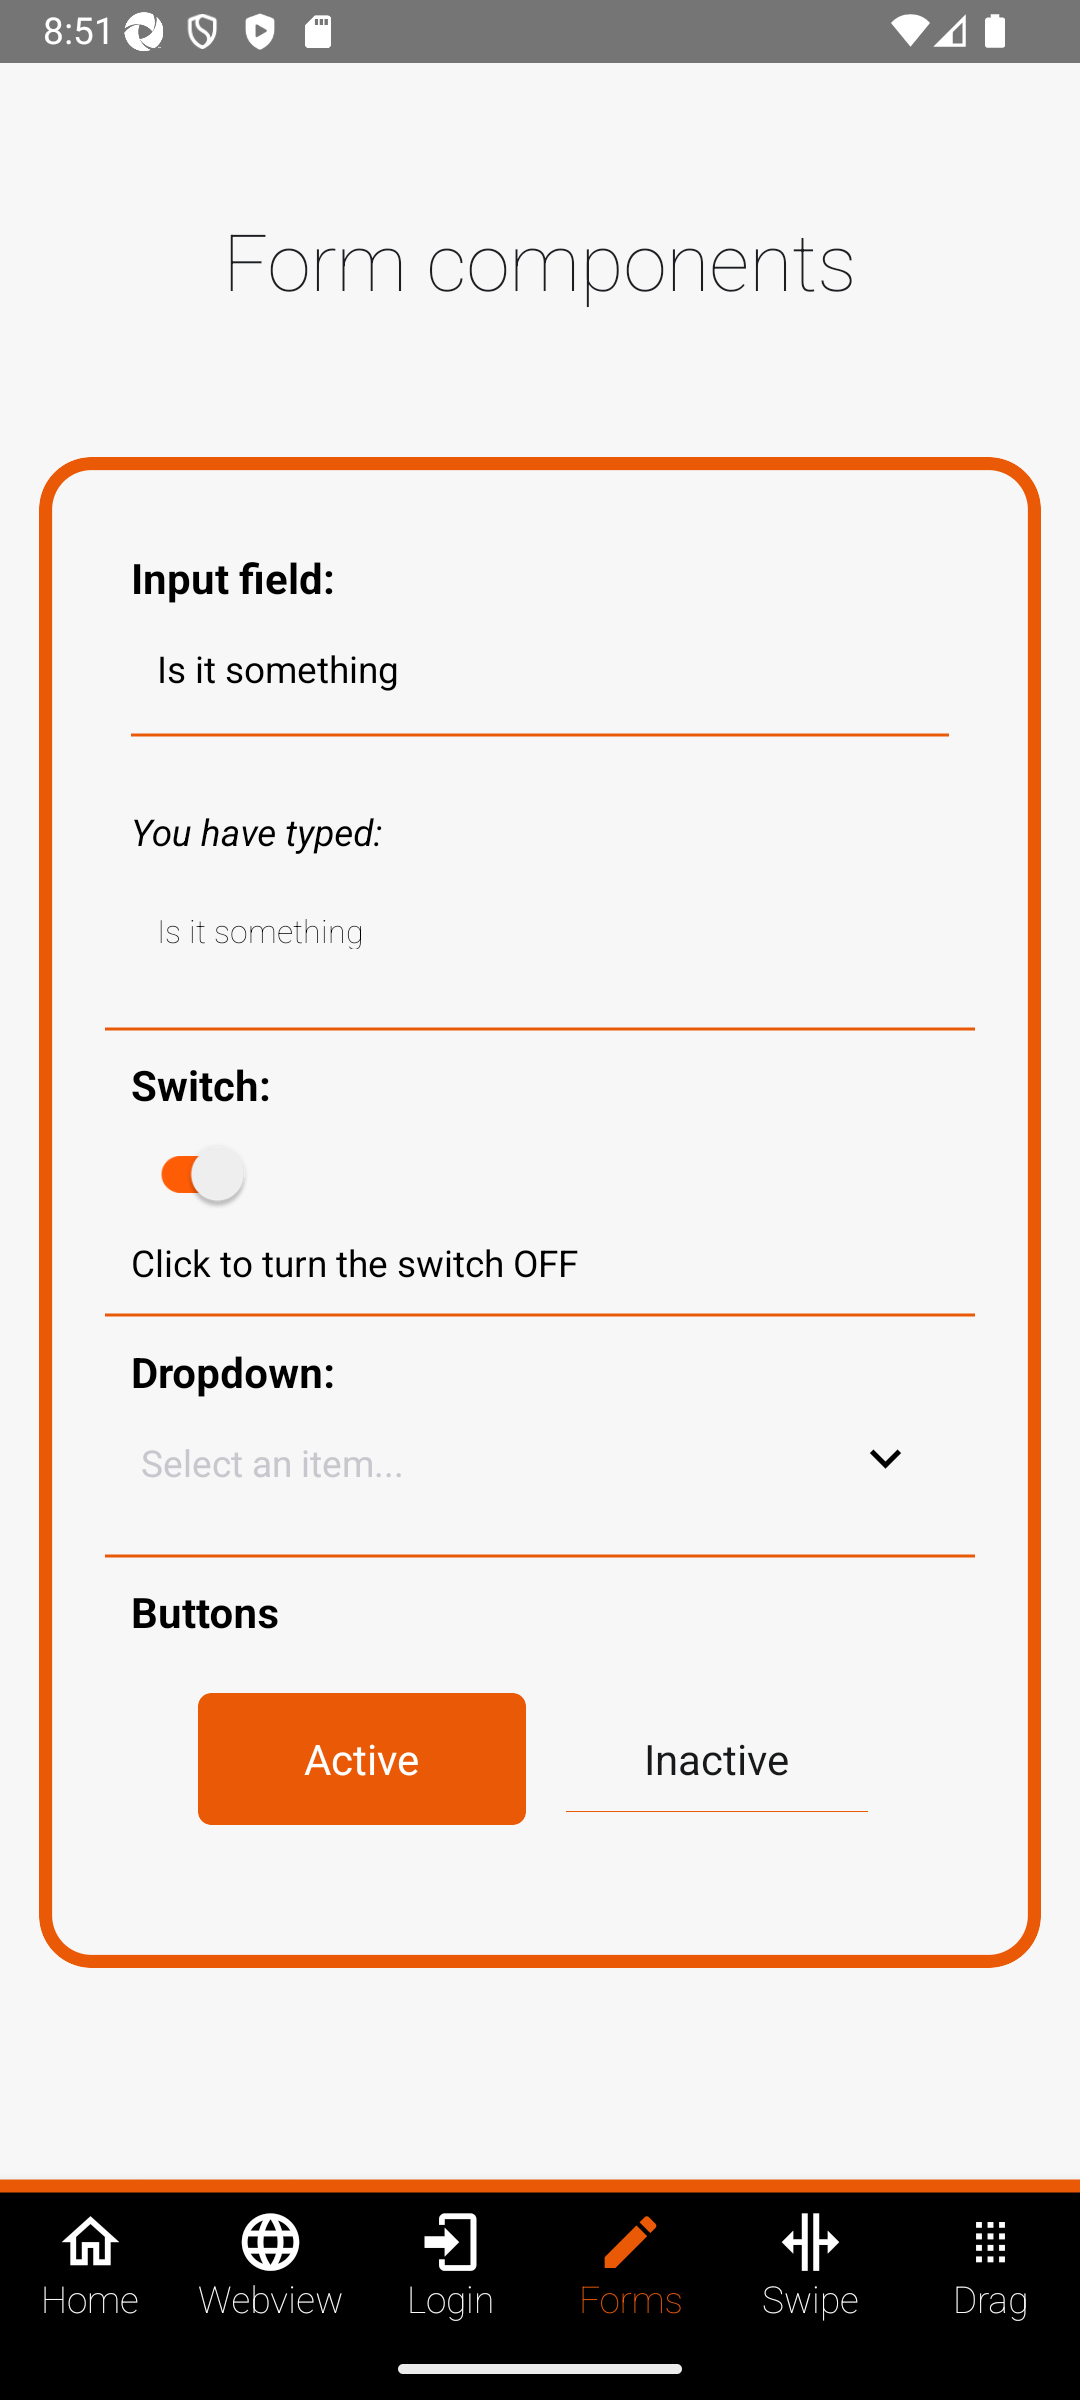 8:51
Form components
Input field:
Is it something
You have typed:
Is it something
Switch:
Click to turn the switch OFF
Dropdown:
Select an item...
Buttons
Active Inactive
Home Webview Login Forms Swipe Drag